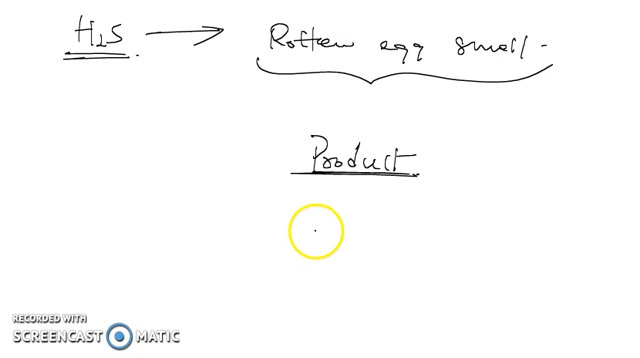 H₂S → Rotten egg smell -
Product
RECORDED WITH
SCREENCAST MATIC